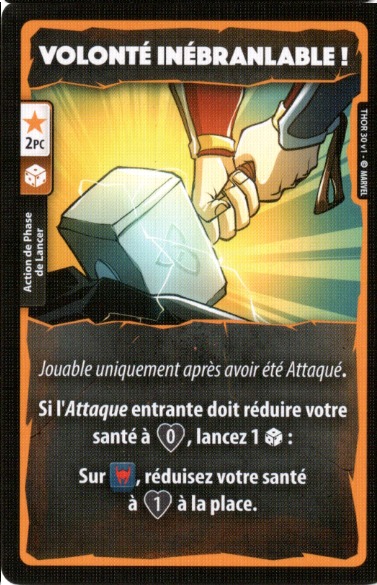 VOLONTÉ INÉBRANLABLE !
2PC
Action de Phase
de Lancer
THOR 30 v1 - © MARVEL
Jouable uniquement après avoir été Attaqué.
Si l'Attaque entrante doit réduire votre
santé à 0, lancez 1 :
Sur , réduisez votre santé
à 1 à la place.